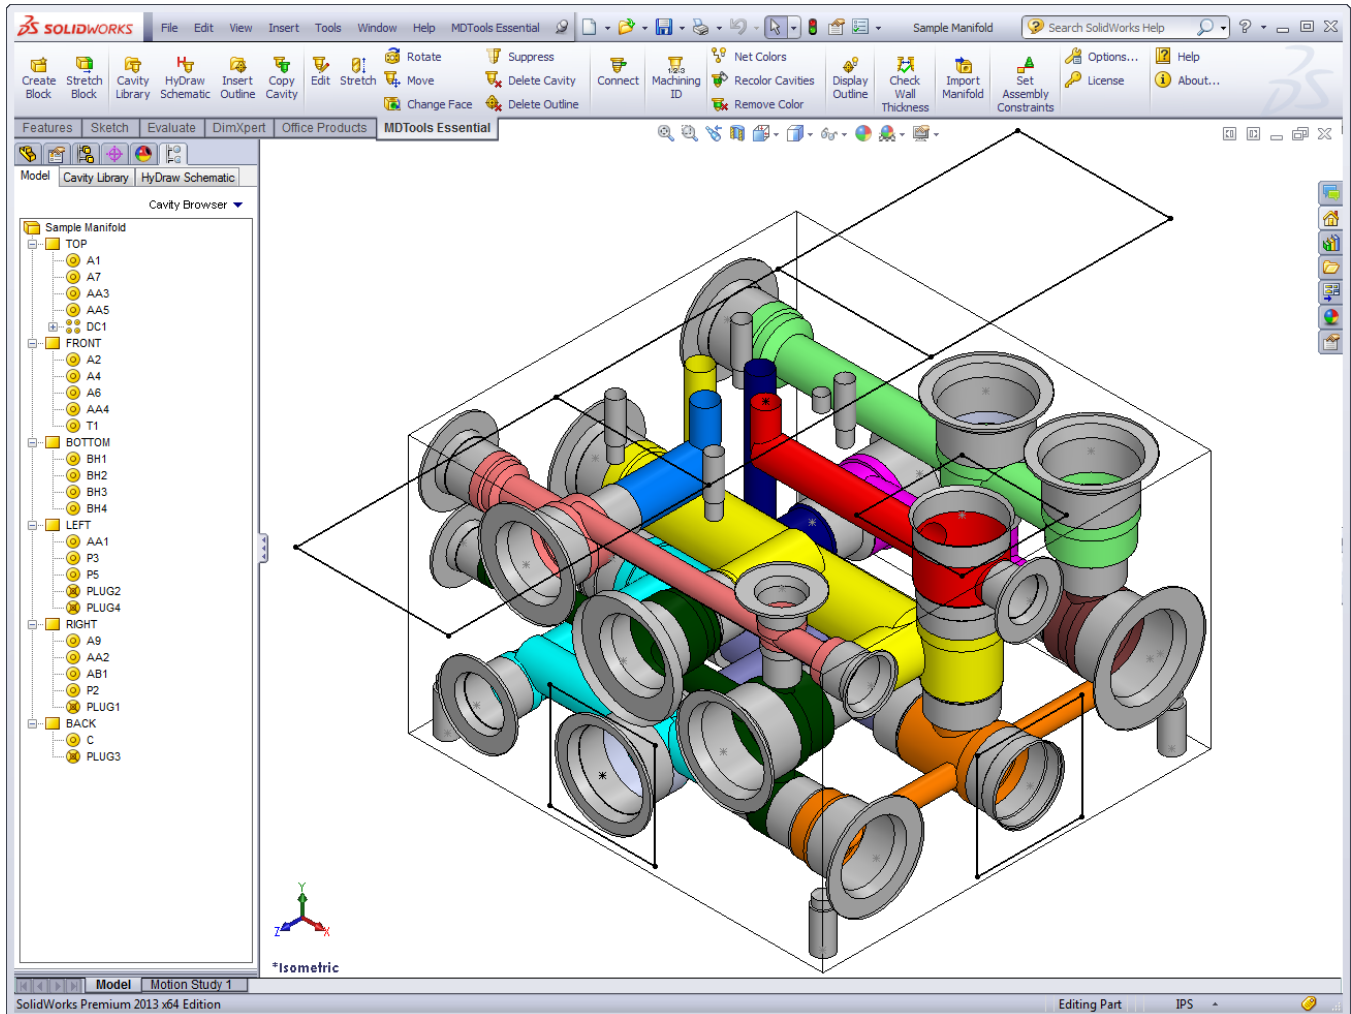 SOLIDWORKS File Edit View Insert Tools Window Help MDTools Essential Sample Manifold Search SolidWorks Help
Create Block
Stretch Block
Cavity Library
HyDraw Schematic
Insert Outline
Copy Cavity
Edit
Stretch
Rotate
Move
Change Face
Suppress
Delete Cavity
Delete Outline
Connect
Machining ID
Net Colors
Recolor Cavities
Remove Color
Display Outline
Check Wall Thickness
Import Manifold
Set Assembly Constraints
Options...
License
Help
About...
Features Sketch Evaluate DimXpert Office Products MDTools Essential
Model Cavity Library HyDraw Schematic
Cavity Browser
Sample Manifold
TOP
A1
A7
AA3
AA5
DC1
FRONT
A2
A4
A6
AA4
T1
BOTTOM
BH1
BH2
BH3
BH4
LEFT
AA1
P3
P5
PLUG2
PLUG4
RIGHT
A9
AA2
AB1
P2
PLUG1
BACK
C
PLUG3
Y
Z
X
*Isometric
Model Motion Study 1
SolidWorks Premium 2013 x64 Edition Editing Part IPS